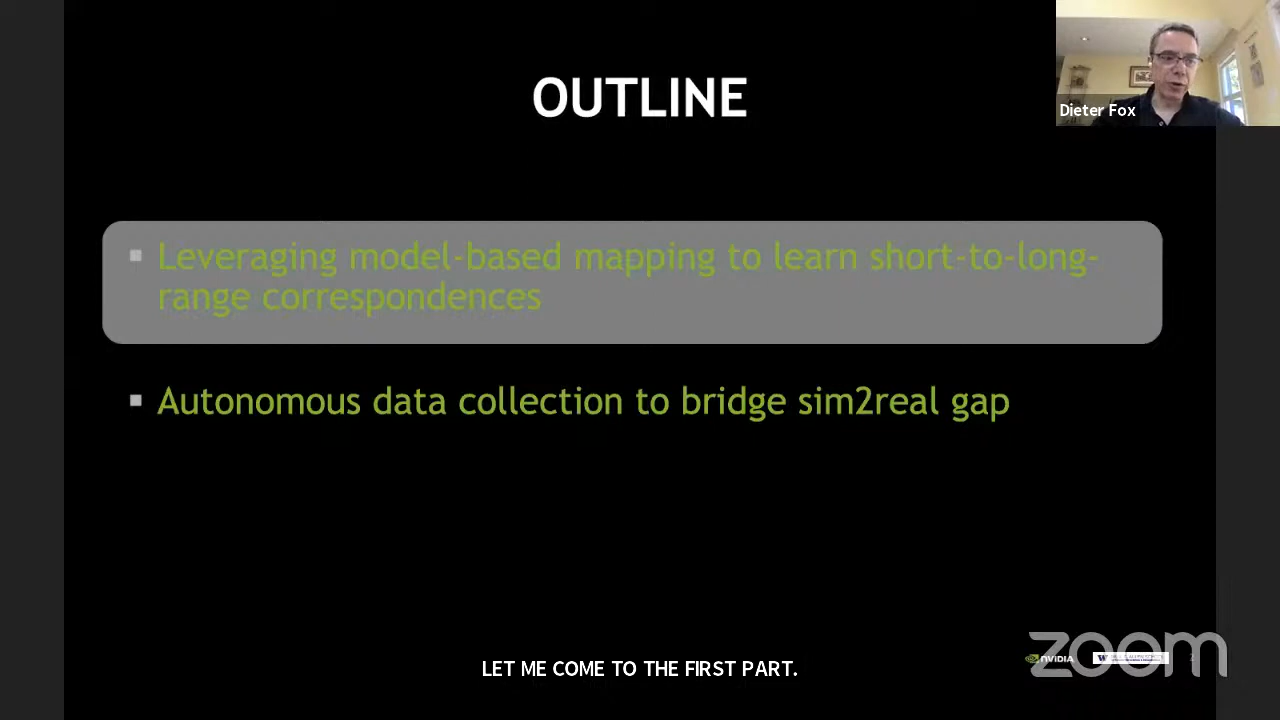 OUTLINE
Dieter Fox
Leveraging model-based mapping to learn short-to-long-
range correspondences
Autonomous data collection to bridge sim2real gap
LET ME COME TO THE FIRST PART.
zoom
NVIDIA
W